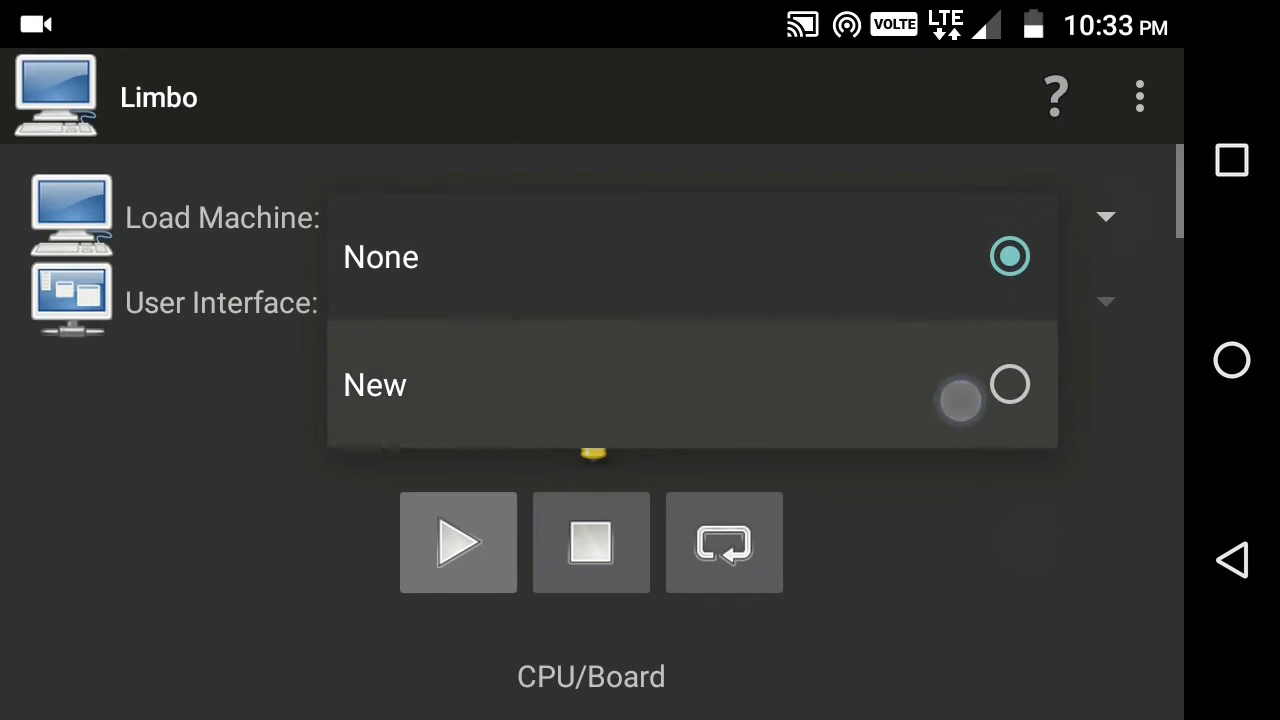 VOLTE LTE 10:33 PM
Limbo ?
Load Machine:
None
User Interface:
New
CPU/Board